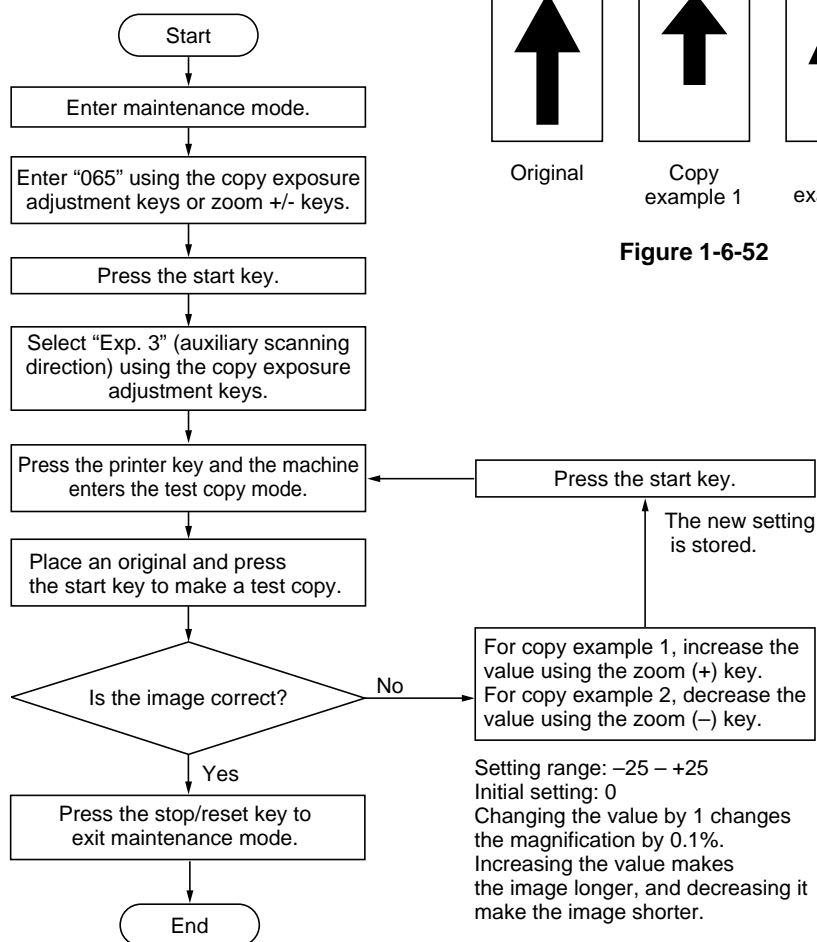 Start
Enter maintenance mode.
Enter “065” using the copy exposure
adjustment keys or zoom +/- keys.
Press the start key.
Select “Exp. 3” (auxiliary scanning
direction) using the copy exposure
adjustment keys.
Press the printer key and the machine
enters the test copy mode.
Place an original and press
the start key to make a test copy.
Is the image correct?
No
Yes
Press the stop/reset key to
exit maintenance mode.
End
Original
Copy
example 1
Figure 1-6-52
Press the start key.
The new setting
is stored.
For copy example 1, increase the
value using the zoom (+) key.
For copy example 2, decrease the
value using the zoom (–) key.
Setting range: –25 – +25
Initial setting: 0
Changing the value by 1 changes
the magnification by 0.1%.
Increasing the value makes
the image longer, and decreasing it
make the image shorter.